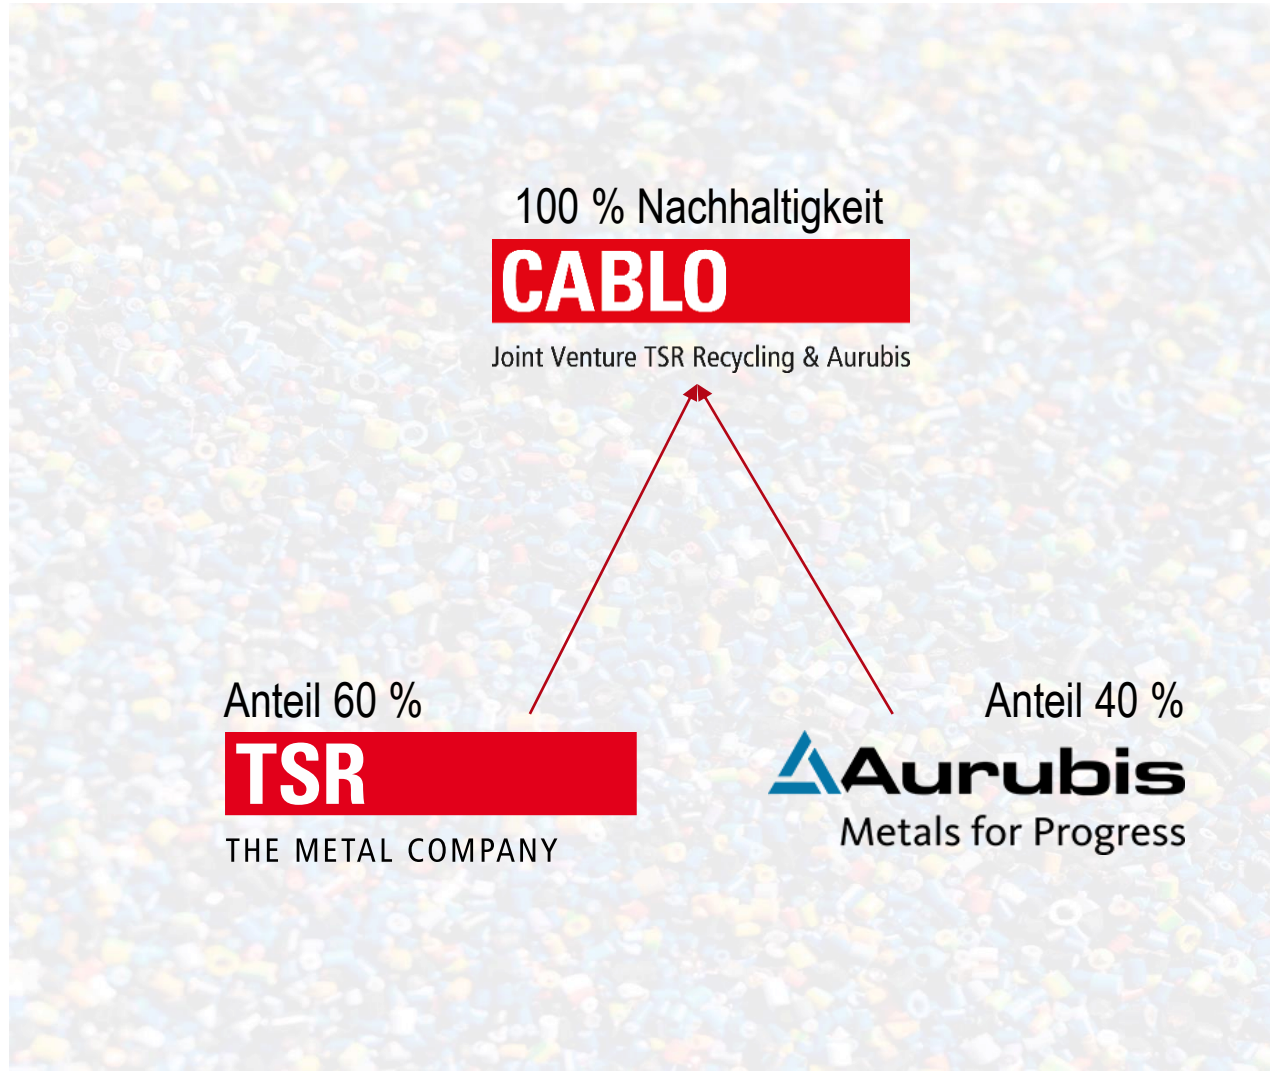 100 % Nachhaltigkeit
CABLO
Joint Venture TSR Recycling & Aurubis
Anteil 60 %
Anteil 40 %
TSR
Aurubis
THE METAL COMPANY
Metals for Progress